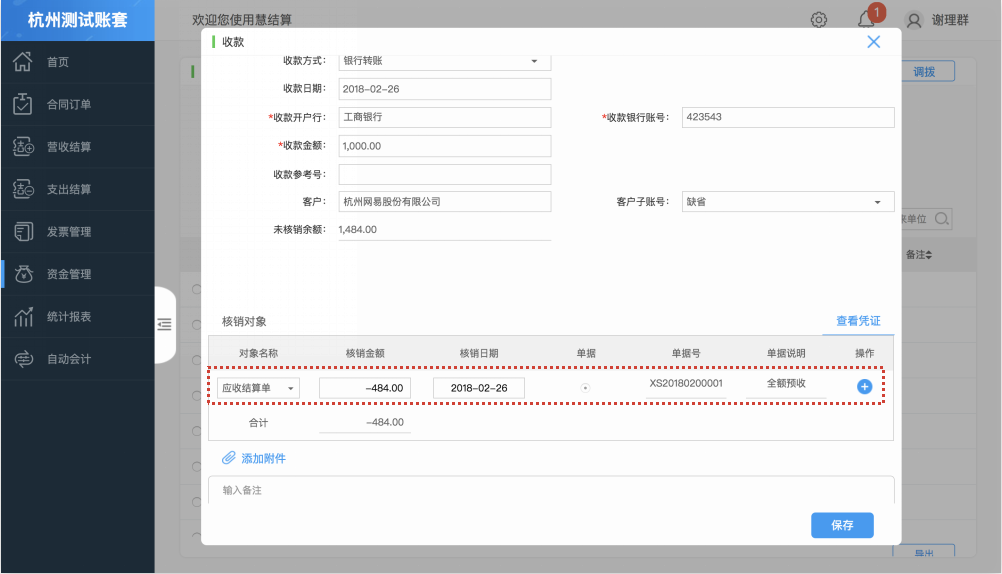 杭州测试账套
欢迎您使用慧结算
1
谢理群
首页
合同订单
营收结算
支出结算
发票管理
资金管理
统计报表
自动会计
调拨
来单位
备注
导出
收款
收款方式: 银行转账
收款日期: 2018-02-26
*收款开户行: 工商银行
*收款银行账号: 423543
*收款金额: 1,000.00
收款参考号:
客户: 杭州网易股份有限公司
客户子账号: 缺省
未核销余额: 1,484.00
核销对象
查看凭证
对象名称 核销金额 核销日期 单据 单据号 单据说明 操作
应收结算单 -484.00 2018-02-26 XS20180200001 全额预收
合计 -484.00
添加附件
输入备注
保存